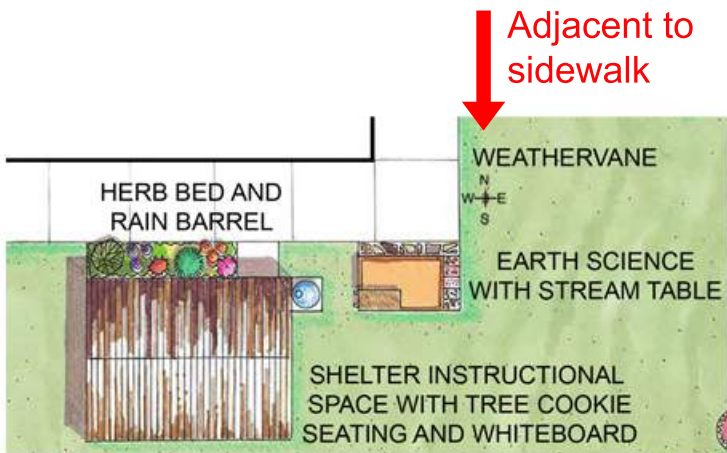 Adjacent to
sidewalk
WEATHERVANE
N
W E
S
HERB BED AND
RAIN BARREL
EARTH SCIENCE
WITH STREAM TABLE
SHELTER INSTRUCTIONAL
SPACE WITH TREE COOKIE
SEATING AND WHITEBOARD